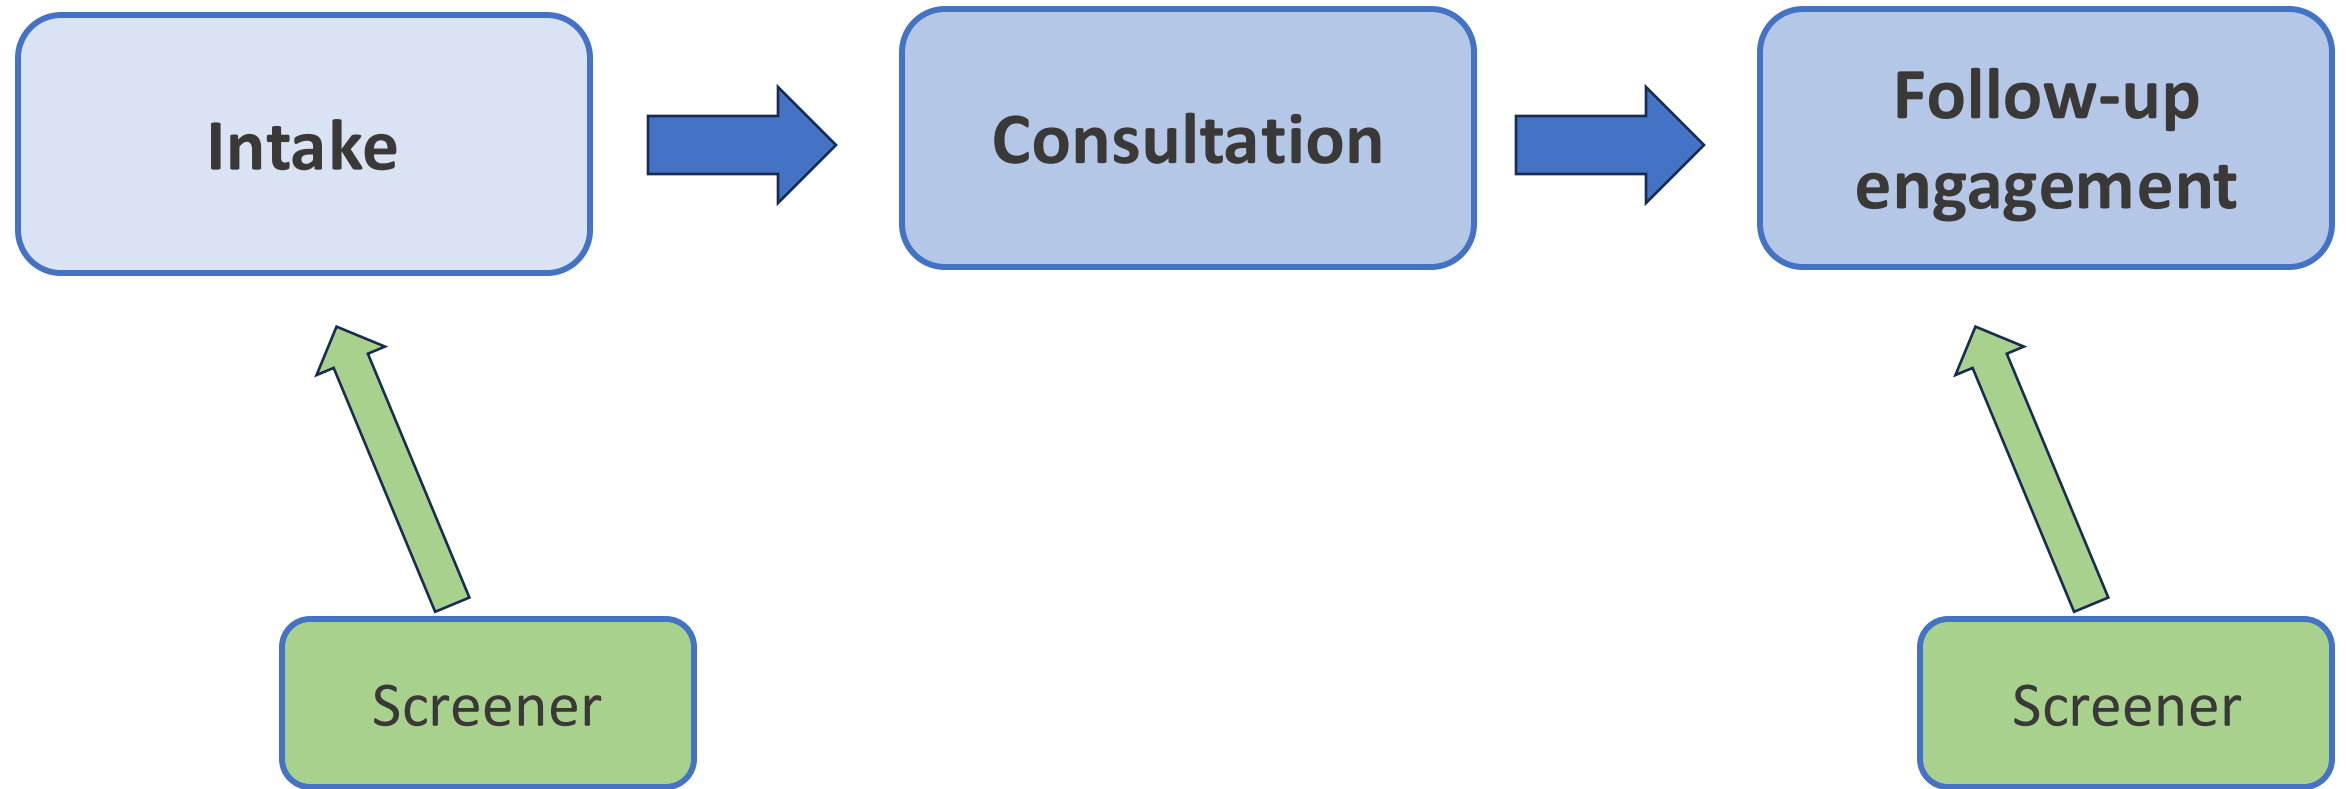 Intake
Consultation
Follow-up
engagement
Screener
Screener